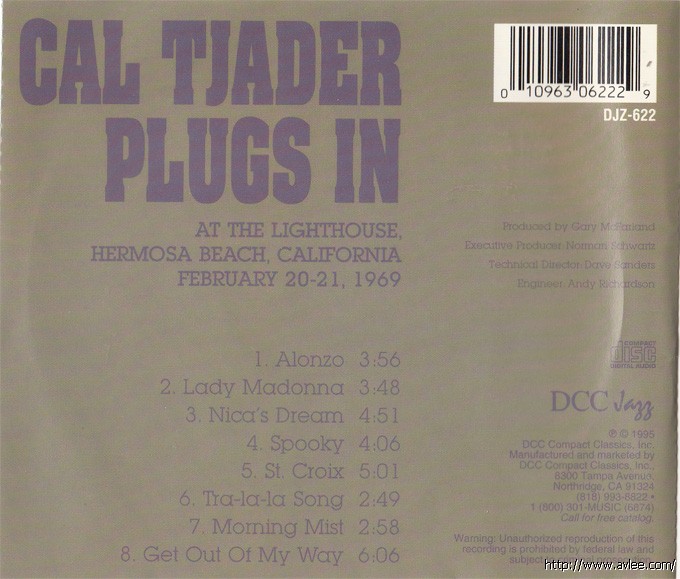 CAL TJADER
PLUGS IN
AT THE LIGHTHOUSE,
HERMOSA BEACH, CALIFORNIA
FEBRUARY 20-21, 1969
1. Alonzo 3:56
2. Lady Madonna 3:48
3. Nica's Dream 4:51
4. Spooky 4:06
5. St. Croix 5:01
6. Tra-la-la Song 2:49
7. Morning Mist 2:58
8. Get Out Of My Way 6:06
0 10963 06222 9
DJZ-622
Produced by Gary McFarland
Executive Producer: Norman Schwartz
Technical Director: Dave Sanders
Engineer: Andy Richardson
COMPACT
disc
DIGITAL AUDIO
DCC Jazz
℗ © 1995
DCC Compact Classics, Inc.
Manufactured and marketed by
DCC Compact Classics, Inc.,
8300 Tampa Avenue,
Northridge, CA 91324
(818) 993-8822 •
1 (800) 301-MUSIC (6874)
Call for free catalog.
Warning: Unauthorized reproduction of this
recording is prohibited by federal law and
subject to criminal prosecution.
http://www.avlee.com/